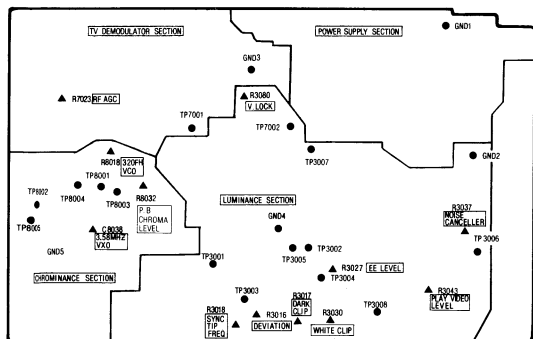 TV DEMODULATOR SECTION
POWER SUPPLY SECTION
GND1
GND3
R7023 RF AGC
R3080
V. LOCK
TP7001
TP7002
TP3007
GND2
R8018 320FH
VCO
TP8001
TP8002
TP8004
TP8003
R8032
P. B
CHROMA
LEVEL
TP8005
C8038
3.58MHZ
VXO
GND5
CHROMINANCE SECTION
LUMINANCE SECTION
GND4
R3037
NOISE
CANCELLER
TP3006
TP3002
TP3005
TP3001
R3027 EE LEVEL
TP3004
TP3003
R3043
PLAY VIDEO
LEVEL
R3018
SYNC
TIP
FREQ
R3016
DEVIATION
R3017
DARK
CLIP
R3030
WHITE CLIP
TP3008